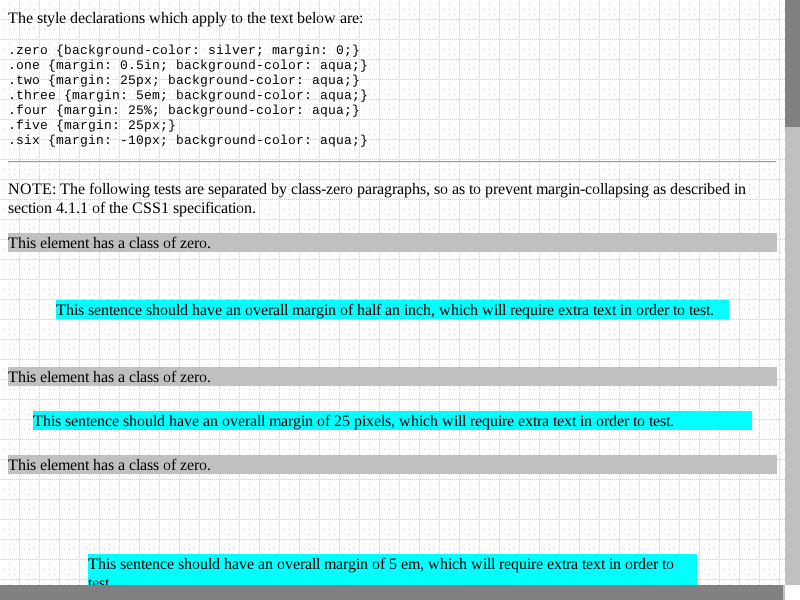 The style declarations which apply to the text below are:
.zero {background-color: silver; margin: 0;}
.one {margin: 0.5in; background-color: aqua;}
.two {margin: 25px; background-color: aqua;}
.three {margin: 5em; background-color: aqua;}
.four {margin: 25%; background-color: aqua;}
.five {margin: 25px;}
.six {margin: -10px; background-color: aqua;}
NOTE: The following tests are separated by class-zero paragraphs, so as to prevent margin-collapsing as described in
section 4.1.1 of the CSS1 specification.
This element has a class of zero.
This sentence should have an overall margin of half an inch, which will require extra text in order to test.
This element has a class of zero.
This sentence should have an overall margin of 25 pixels, which will require extra text in order to test.
This element has a class of zero.
This sentence should have an overall margin of 5 em, which will require extra text in order to
test.